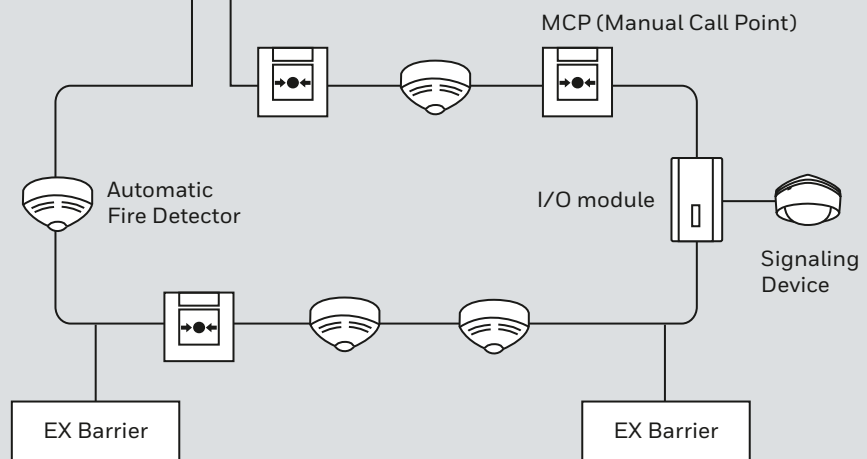 MCP (Manual Call Point)
Automatic
Fire Detector
I/O module
Signaling
Device
EX Barrier
EX Barrier